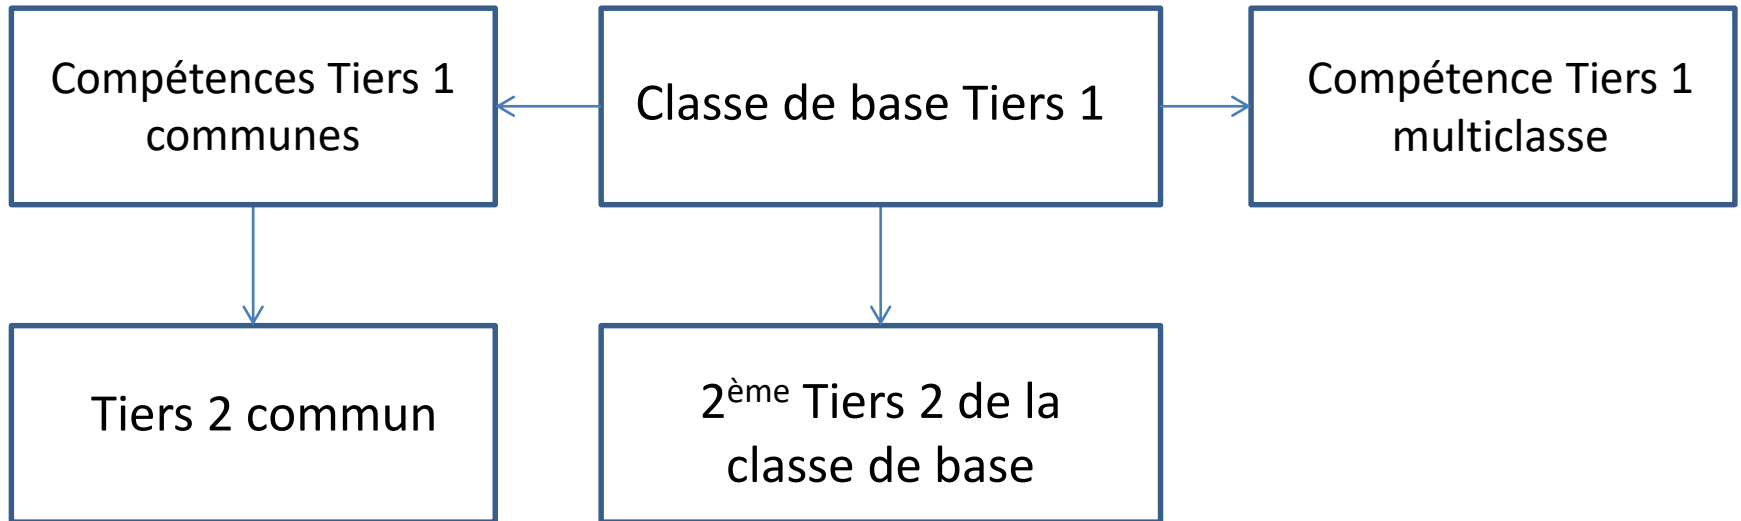 Compétences Tiers 1
communes
Classe de base Tiers 1
Compétence Tiers 1
multiclasse
Tiers 2 commun
2ème Tiers 2 de la
classe de base